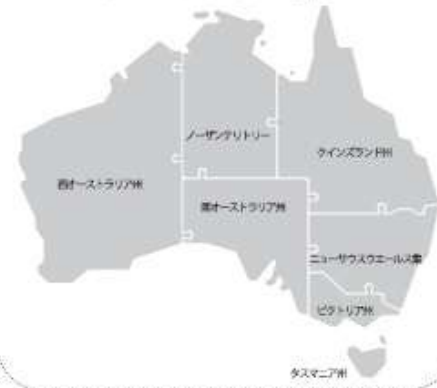 ノーザンテリトリー
クインズランド州
西オーストラリア州
南オーストラリア州
ニューサウスウエールス集
ビクトリア州
タスマニア州